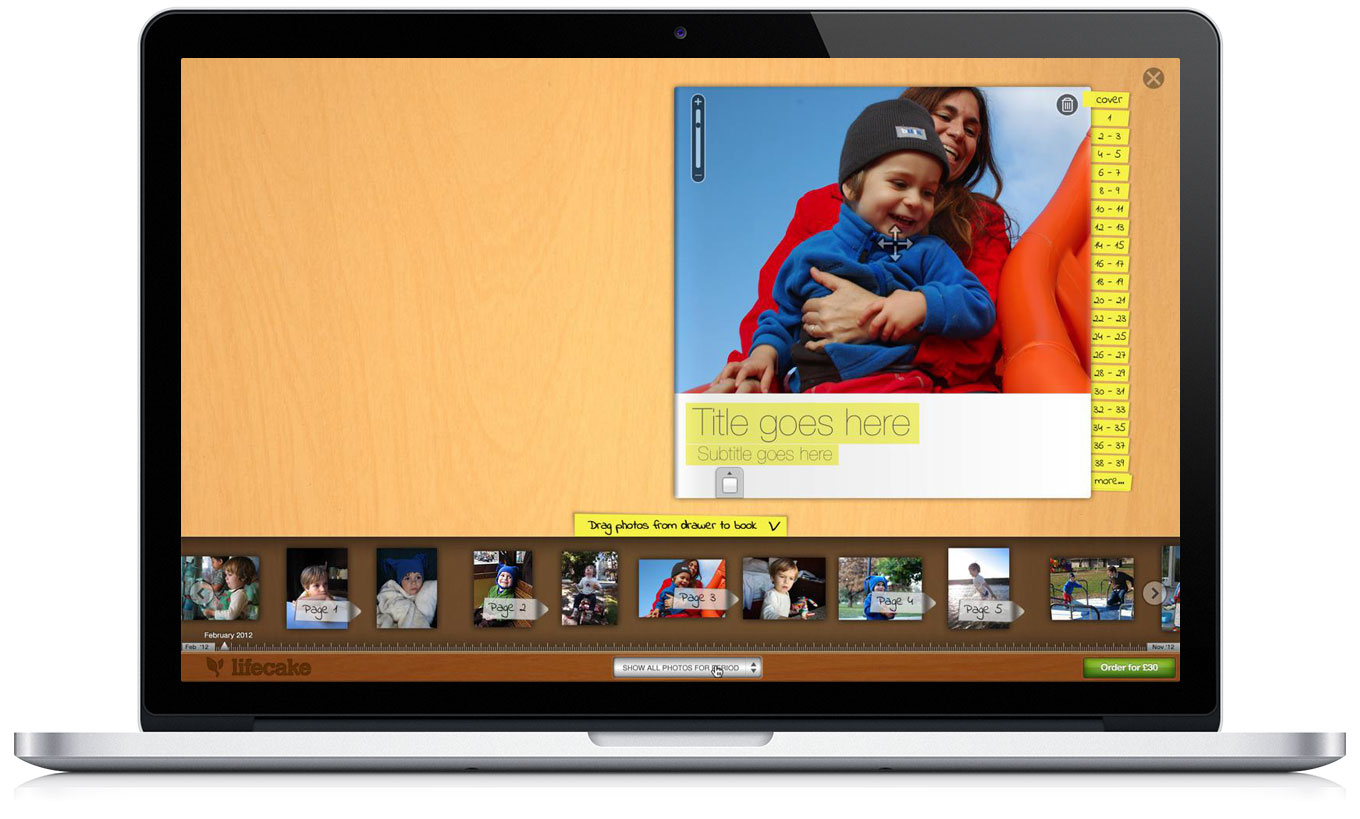 cover
1
2 - 3
4 - 5
6 - 7
8 - 9
10 - 11
12 - 13
14 - 15
16 - 17
18 - 19
20 - 21
22 - 23
24 - 25
26 - 27
28 - 29
30 - 31
32 - 33
34 - 35
36 - 37
38 - 39
more...
Title goes here
Subtitle goes here
Drag photos from drawer to book
Page 1
Page 2
Page 3
Page 4
Page 5
February 2012
Feb '12
Nov '12
lifecake
SHOW ALL PHOTOS FOR PERIOD
Order for £30